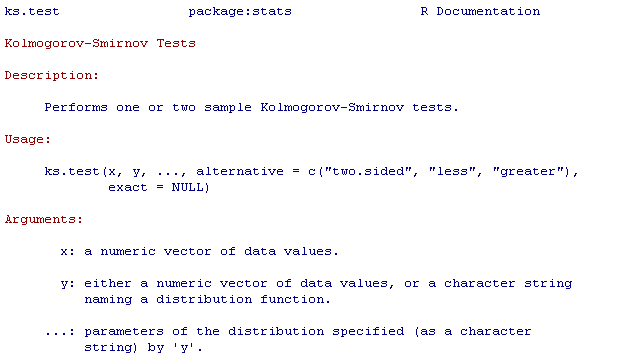 ks.test package:stats R Documentation
Kolmogorov-Smirnov Tests
Description:
Performs one or two sample Kolmogorov-Smirnov tests.
Usage:
ks.test(x, y, ..., alternative = c("two.sided", "less", "greater"),
exact = NULL)
Arguments:
x: a numeric vector of data values.
y: either a numeric vector of data values, or a character string
naming a distribution function.
...: parameters of the distribution specified (as a character
string) by 'y'.